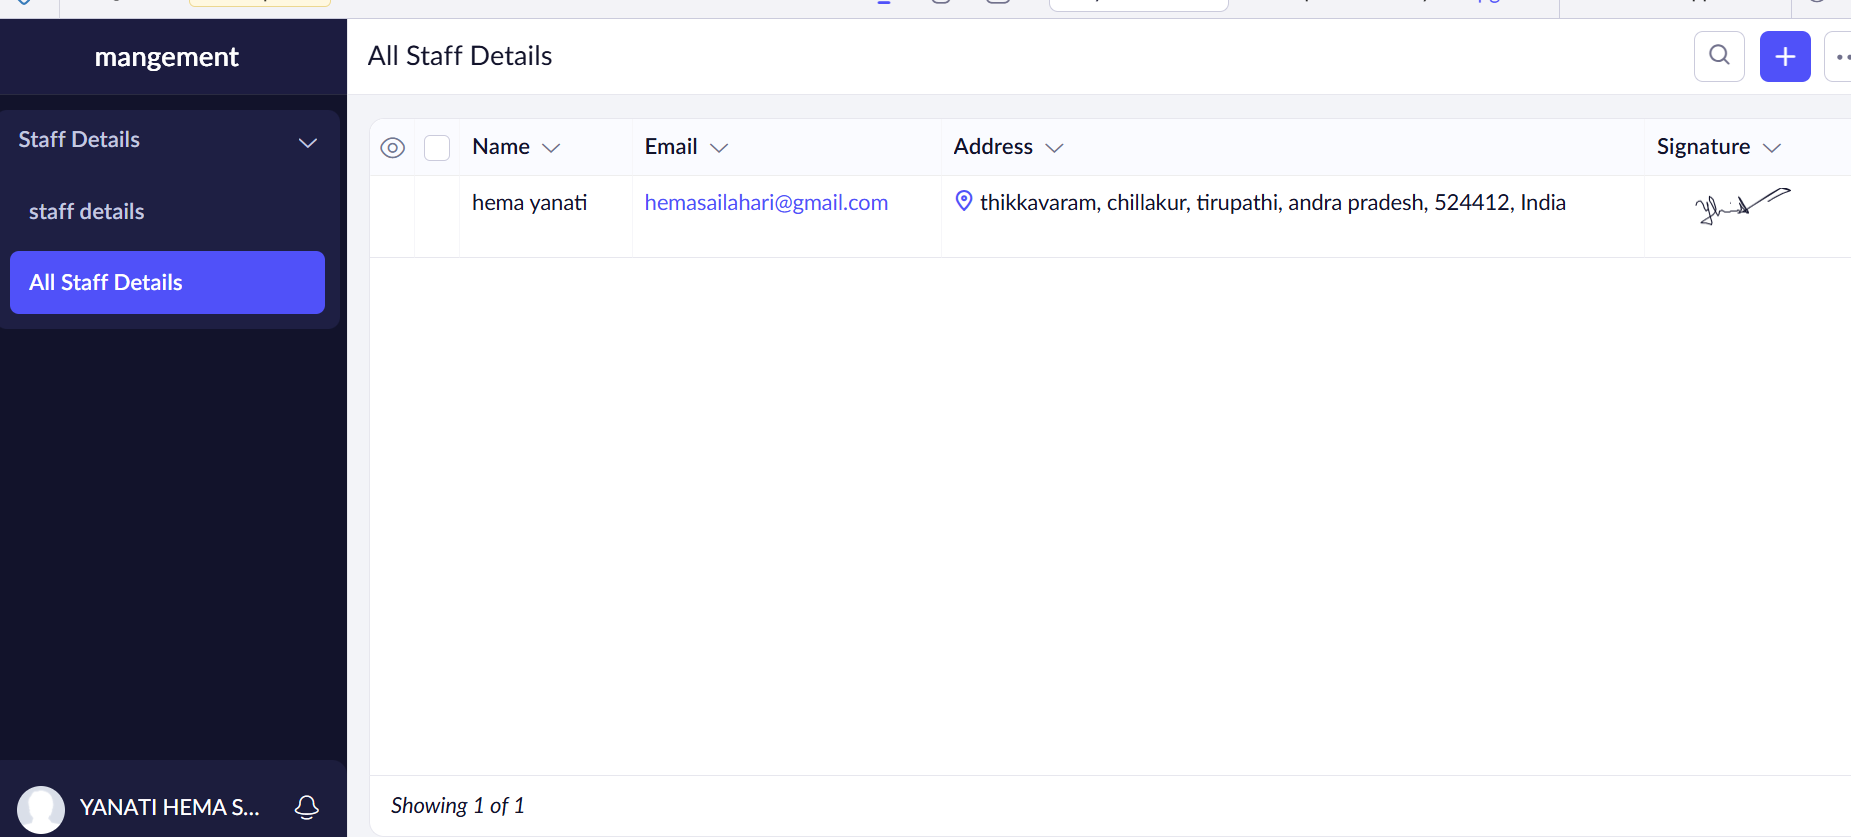 mangement
All Staff Details
Staff Details
staff details
All Staff Details
Name Email Address Signature
hema yanati hemasailahari@gmail.com thikkavaram, chillakur, tirupathi, andra pradesh, 524412, India
Showing 1 of 1
YANATI HEMA S...